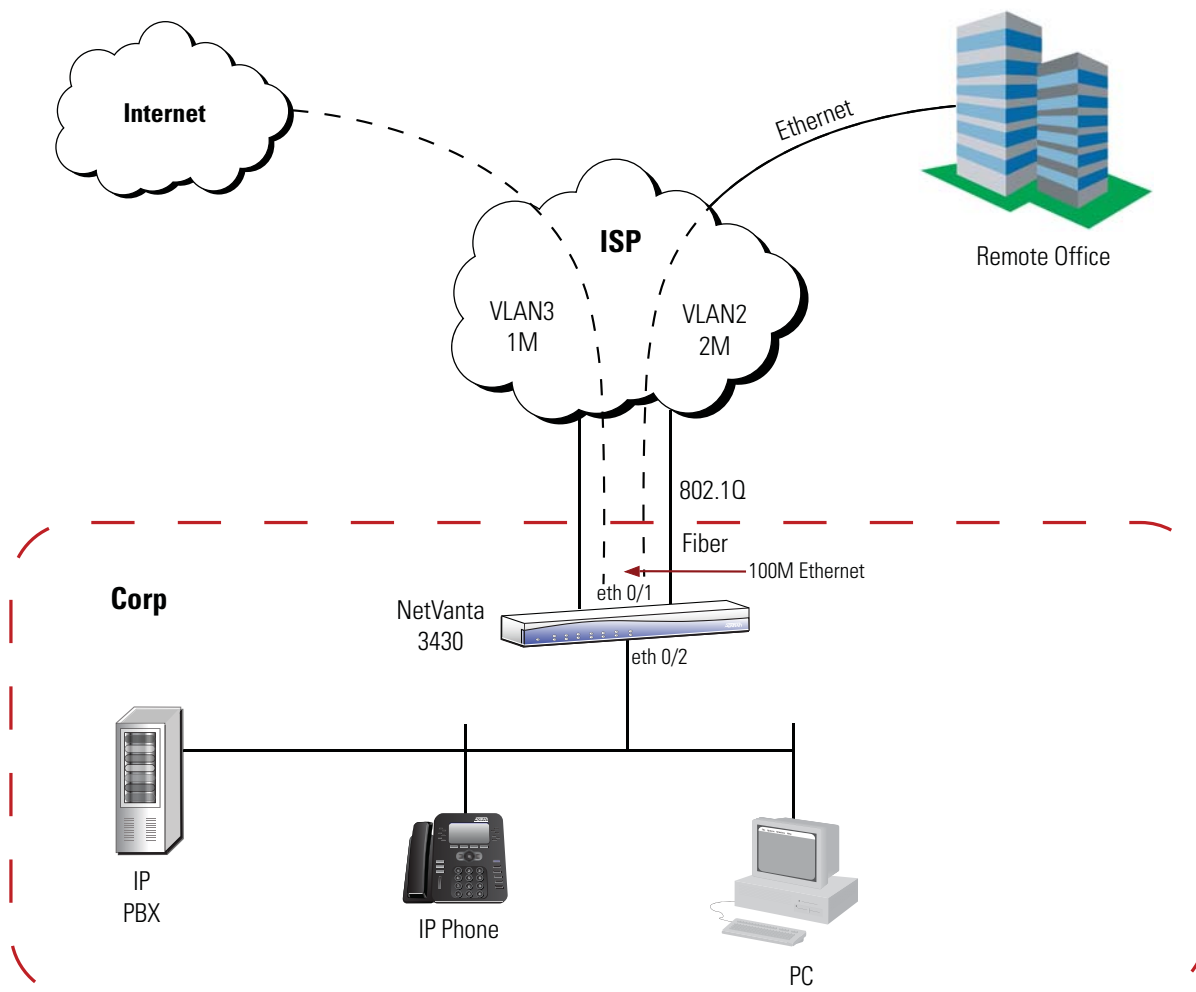 Internet
Ethernet
Remote Office
ISP
VLAN3
1M
VLAN2
2M
802.1Q
Fiber
100M Ethernet
Corp
eth 0/1
NetVanta
3430
eth 0/2
IP
PBX
IP Phone
PC